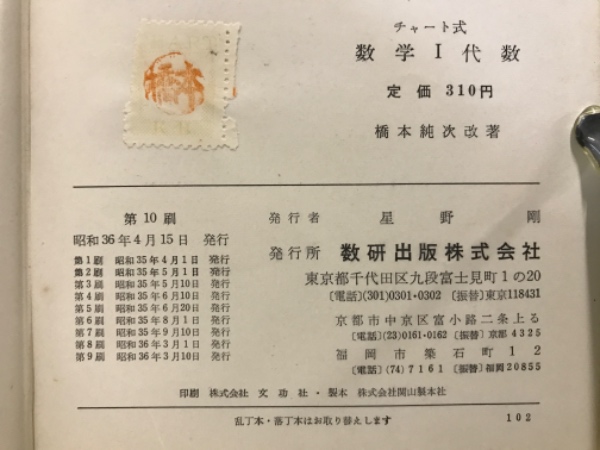 チャート式
数学Ⅰ代数
定価 310円
橋本純次改著
橋本
第10刷
昭和36年4月15日 発行
第1刷 昭和35年4月1日 発行
第2刷 昭和35年5月1日 発行
第3刷 昭和35年5月10日 発行
第4刷 昭和35年6月10日 発行
第5刷 昭和35年6月20日 発行
第6刷 昭和35年8月1日 発行
第7刷 昭和35年9月10日 発行
第8刷 昭和36年3月1日 発行
第9刷 昭和36年3月10日 発行
発行者 星野剛
発行所 数研出版株式会社
東京都千代田区九段富士見町1の20
〔電話〕(301)0301・0302 〔振替〕東京118431
京都市中京区富小路二条上る
〔電話〕(23)0161・0162 〔振替〕京都 4325
福岡市簗石町12
〔電話〕(74)7161 〔振替〕福岡20855
印刷 株式会社 文功社・製本 株式会社関山製本社
乱丁本・落丁本はお取り替えします
102